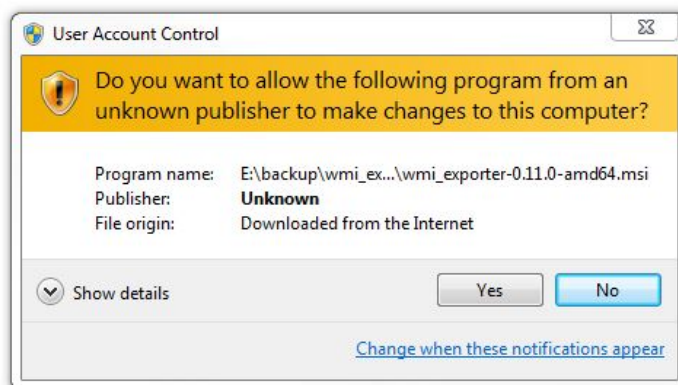 User Account Control
Do you want to allow the following program from an
unknown publisher to make changes to this computer?
Program name: E:\backup\wmi_ex...\wmi_exporter-0.11.0-amd64.msi
Publisher: Unknown
File origin: Downloaded from the Internet
Show details Yes No
Change when these notifications appear